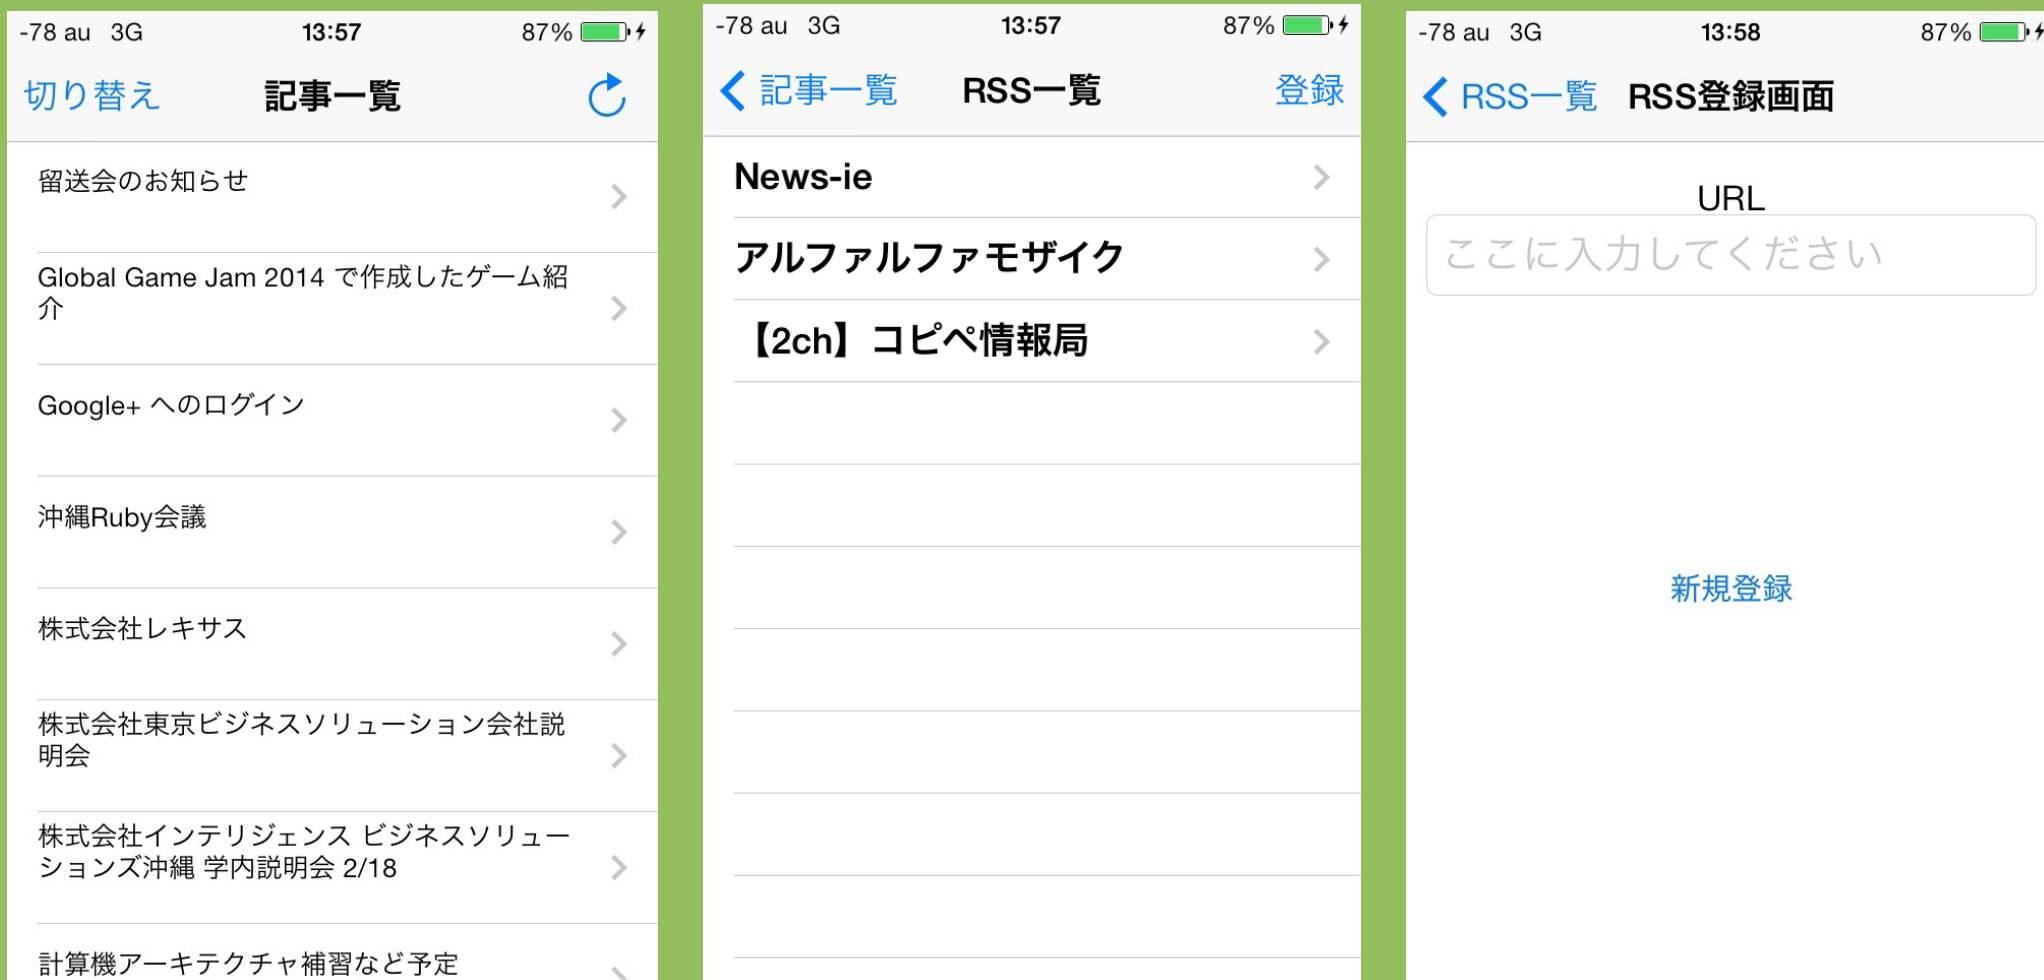 -78 au 3G 13:57 87%
切り替え 記事一覧
留送会のお知らせ
Global Game Jam 2014 で作成したゲーム紹
介
Google+ へのログイン
沖縄Ruby会議
株式会社レキサス
株式会社東京ビジネスソリューション会社説
明会
株式会社インテリジェンス ビジネスソリュー
ションズ沖縄 学内説明会 2/18
計算機アーキテクチャ補習など予定
-78 au 3G 13:57 87%
記事一覧 RSS一覧 登録
News-ie
アルファルファモザイク
【2ch】コピペ情報局
-78 au 3G 13:58 87%
RSS一覧 RSS登録画面
URL
ここに入力してください
新規登録